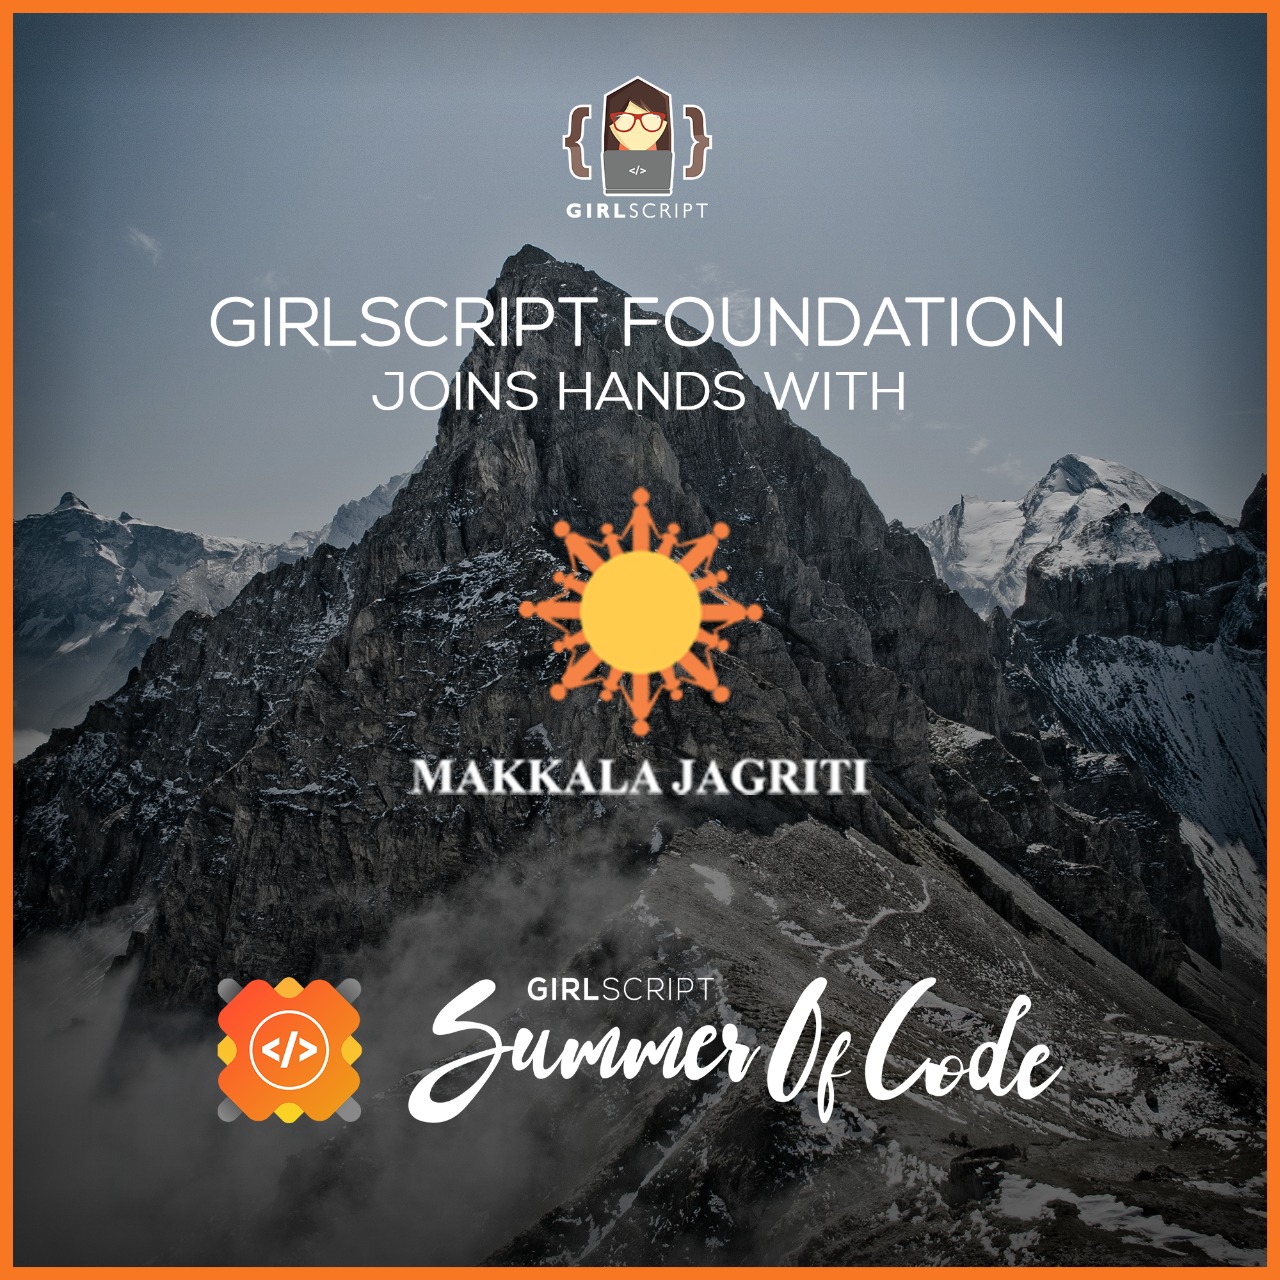 </>
GIRLSCRIPT
GIRLSCRIPT FOUNDATION
JOINS HANDS WITH
MAKKALA JAGRITI
GIRLSCRIPT
</>
Summer Of Code